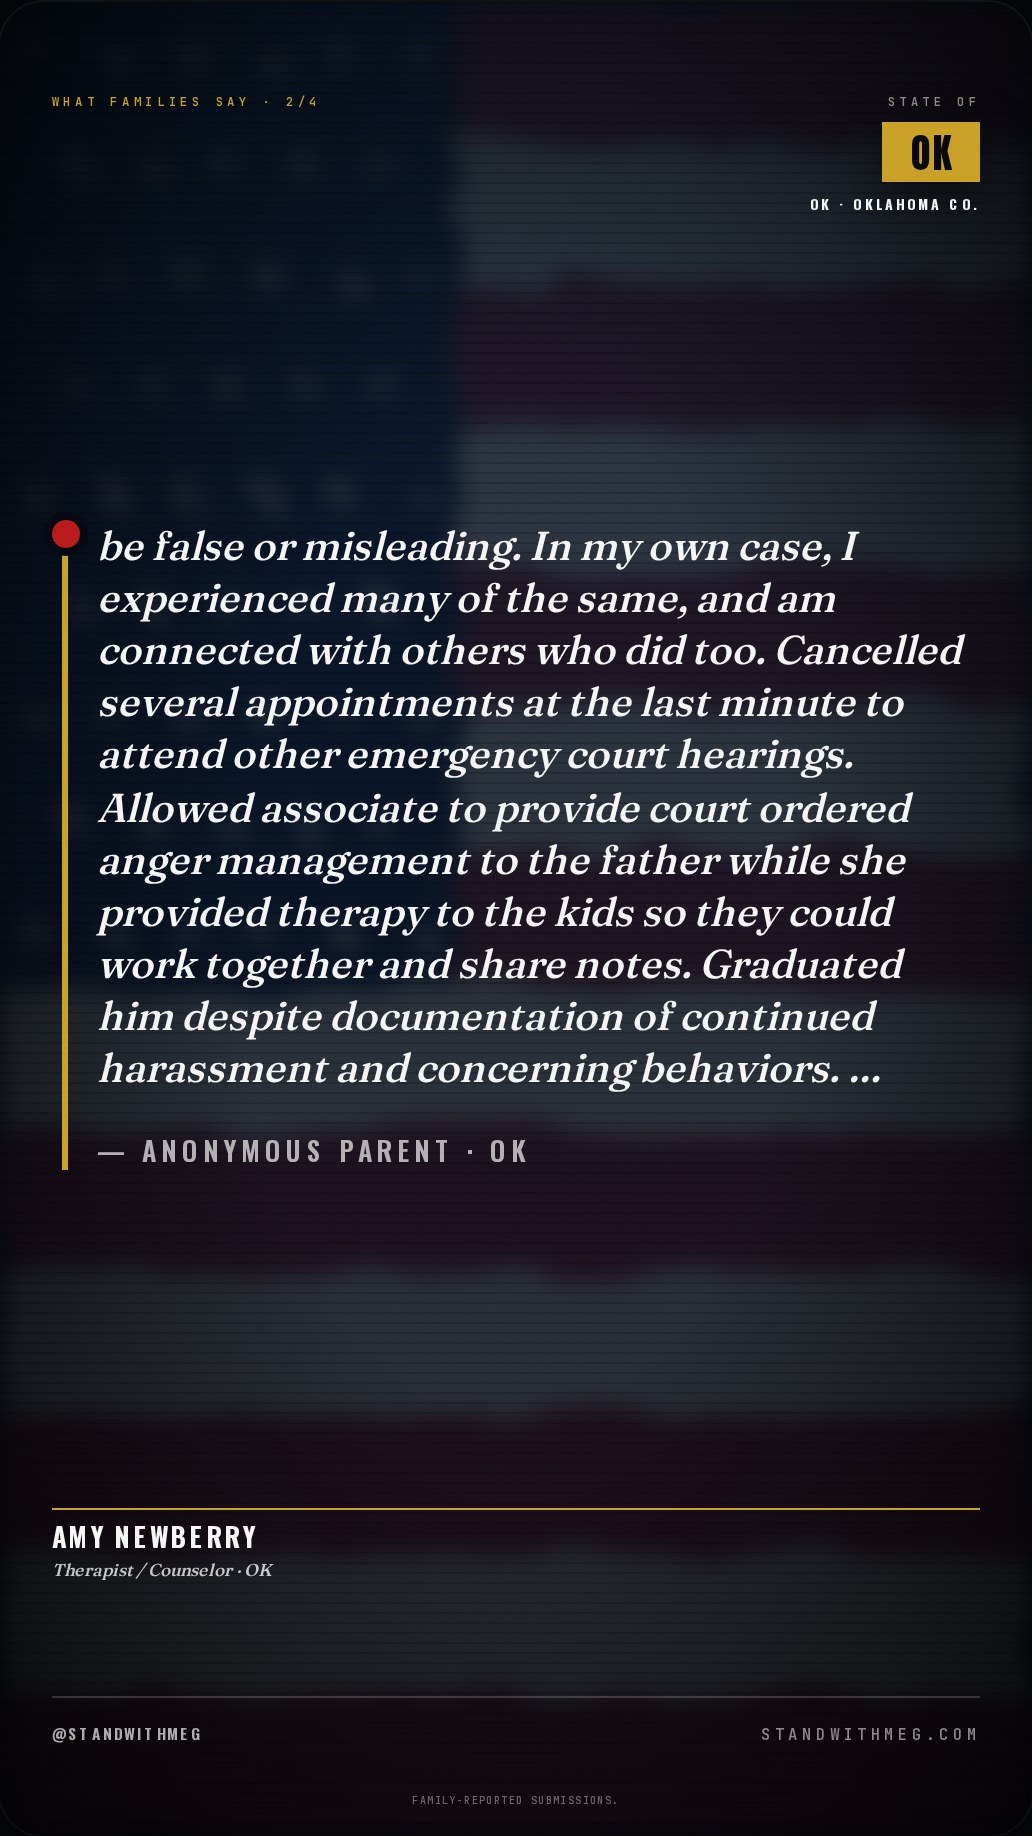 WHAT FAMILIES SAY · 2/4
STATE OF
OK
OK · OKLAHOMA CO.
be false or misleading. In my own case, I
experienced many of the same, and am
connected with others who did too. Cancelled
several appointments at the last minute to
attend other emergency court hearings.
Allowed associate to provide court ordered
anger management to the father while she
provided therapy to the kids so they could
work together and share notes. Graduated
him despite documentation of continued
harassment and concerning behaviors. ...
— ANONYMOUS PARENT · OK
AMY NEWBERRY
Therapist / Counselor · OK
@STANDWITHMEG
STANDWITHMEG.COM
FAMILY-REPORTED SUBMISSIONS.